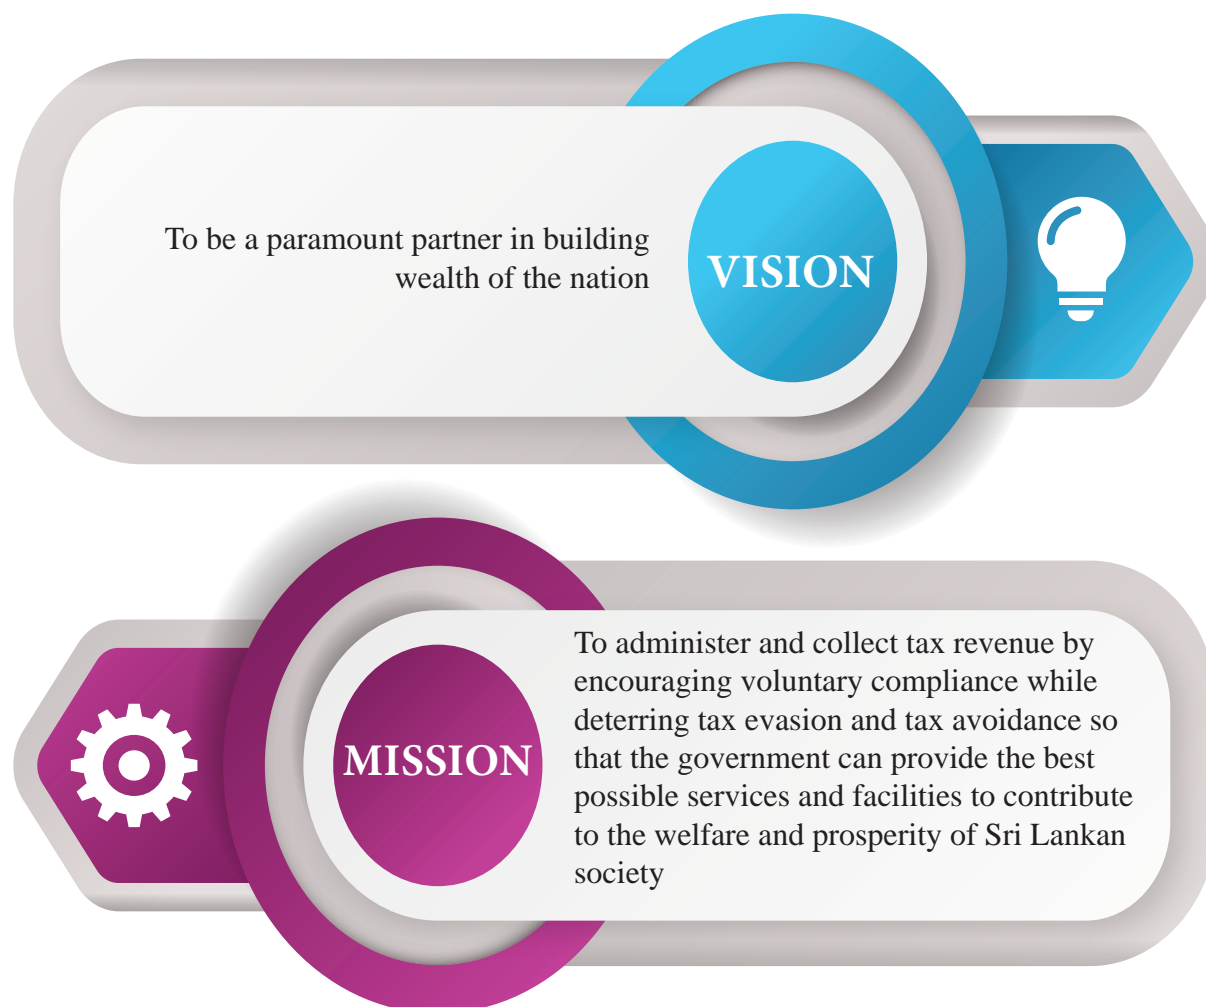 To be a paramount partner in building
wealth of the nation
VISION
MISSION
To administer and collect tax revenue by
encouraging voluntary compliance while
deterring tax evasion and tax avoidance so
that the government can provide the best
possible services and facilities to contribute
to the welfare and prosperity of Sri Lankan
society